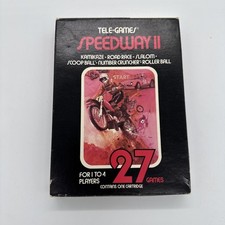 TELE-GAMES
SPEEDWAY II
KAMIKAZE · ROAD RACE · SLALOM ·
SCOOP BALL · NUMBER CRUNCHER · ROLLER BALL
START
FOR 1 TO 4
PLAYERS
27
GAMES
CONTAINS ONE CARTRIDGE